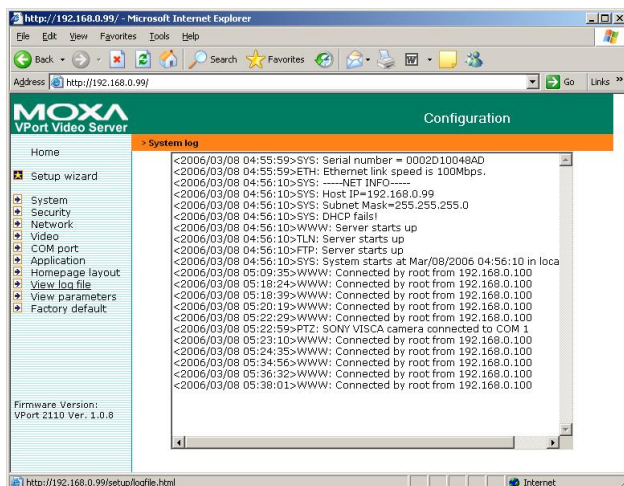 http://192.168.0.99/ - Microsoft Internet Explorer
File Edit View Favorites Tools Help
Back Search Favorites
Address http://192.168.0.99/ Go Links »
MOXA
VPort Video Server
Configuration
> System log
Home
Setup wizard
System
Security
Network
Video
COM port
Application
Homepage layout
View log file
View parameters
Factory default
Firmware Version:
VPort 2110 Ver. 1.0.8
<2006/03/08 04:55:59>SYS: Serial number = 0002D10048AD
<2006/03/08 04:55:59>ETH: Ethernet link speed is 100Mbps.
<2006/03/08 04:56:10>SYS: -----NET INFO-----
<2006/03/08 04:56:10>SYS: Host IP=192.168.0.99
<2006/03/08 04:56:10>SYS: Subnet Mask=255.255.255.0
<2006/03/08 04:56:10>SYS: DHCP fails!
<2006/03/08 04:56:10>WWW: Server starts up
<2006/03/08 04:56:10>TLN: Server starts up
<2006/03/08 04:56:10>FTP: Server starts up
<2006/03/08 04:56:10>SYS: System starts at Mar/08/2006 04:56:10 in loca
<2006/03/08 05:09:35>WWW: Connected by root from 192.168.0.100
<2006/03/08 05:18:24>WWW: Connected by root from 192.168.0.100
<2006/03/08 05:18:39>WWW: Connected by root from 192.168.0.100
<2006/03/08 05:20:19>WWW: Connected by root from 192.168.0.100
<2006/03/08 05:22:29>WWW: Connected by root from 192.168.0.100
<2006/03/08 05:22:59>PTZ: SONY VISCA camera connected to COM 1
<2006/03/08 05:23:10>WWW: Connected by root from 192.168.0.100
<2006/03/08 05:24:35>WWW: Connected by root from 192.168.0.100
<2006/03/08 05:34:56>WWW: Connected by root from 192.168.0.100
<2006/03/08 05:36:32>WWW: Connected by root from 192.168.0.100
<2006/03/08 05:38:01>WWW: Connected by root from 192.168.0.100
http://192.168.0.99/setup/logfile.html Internet